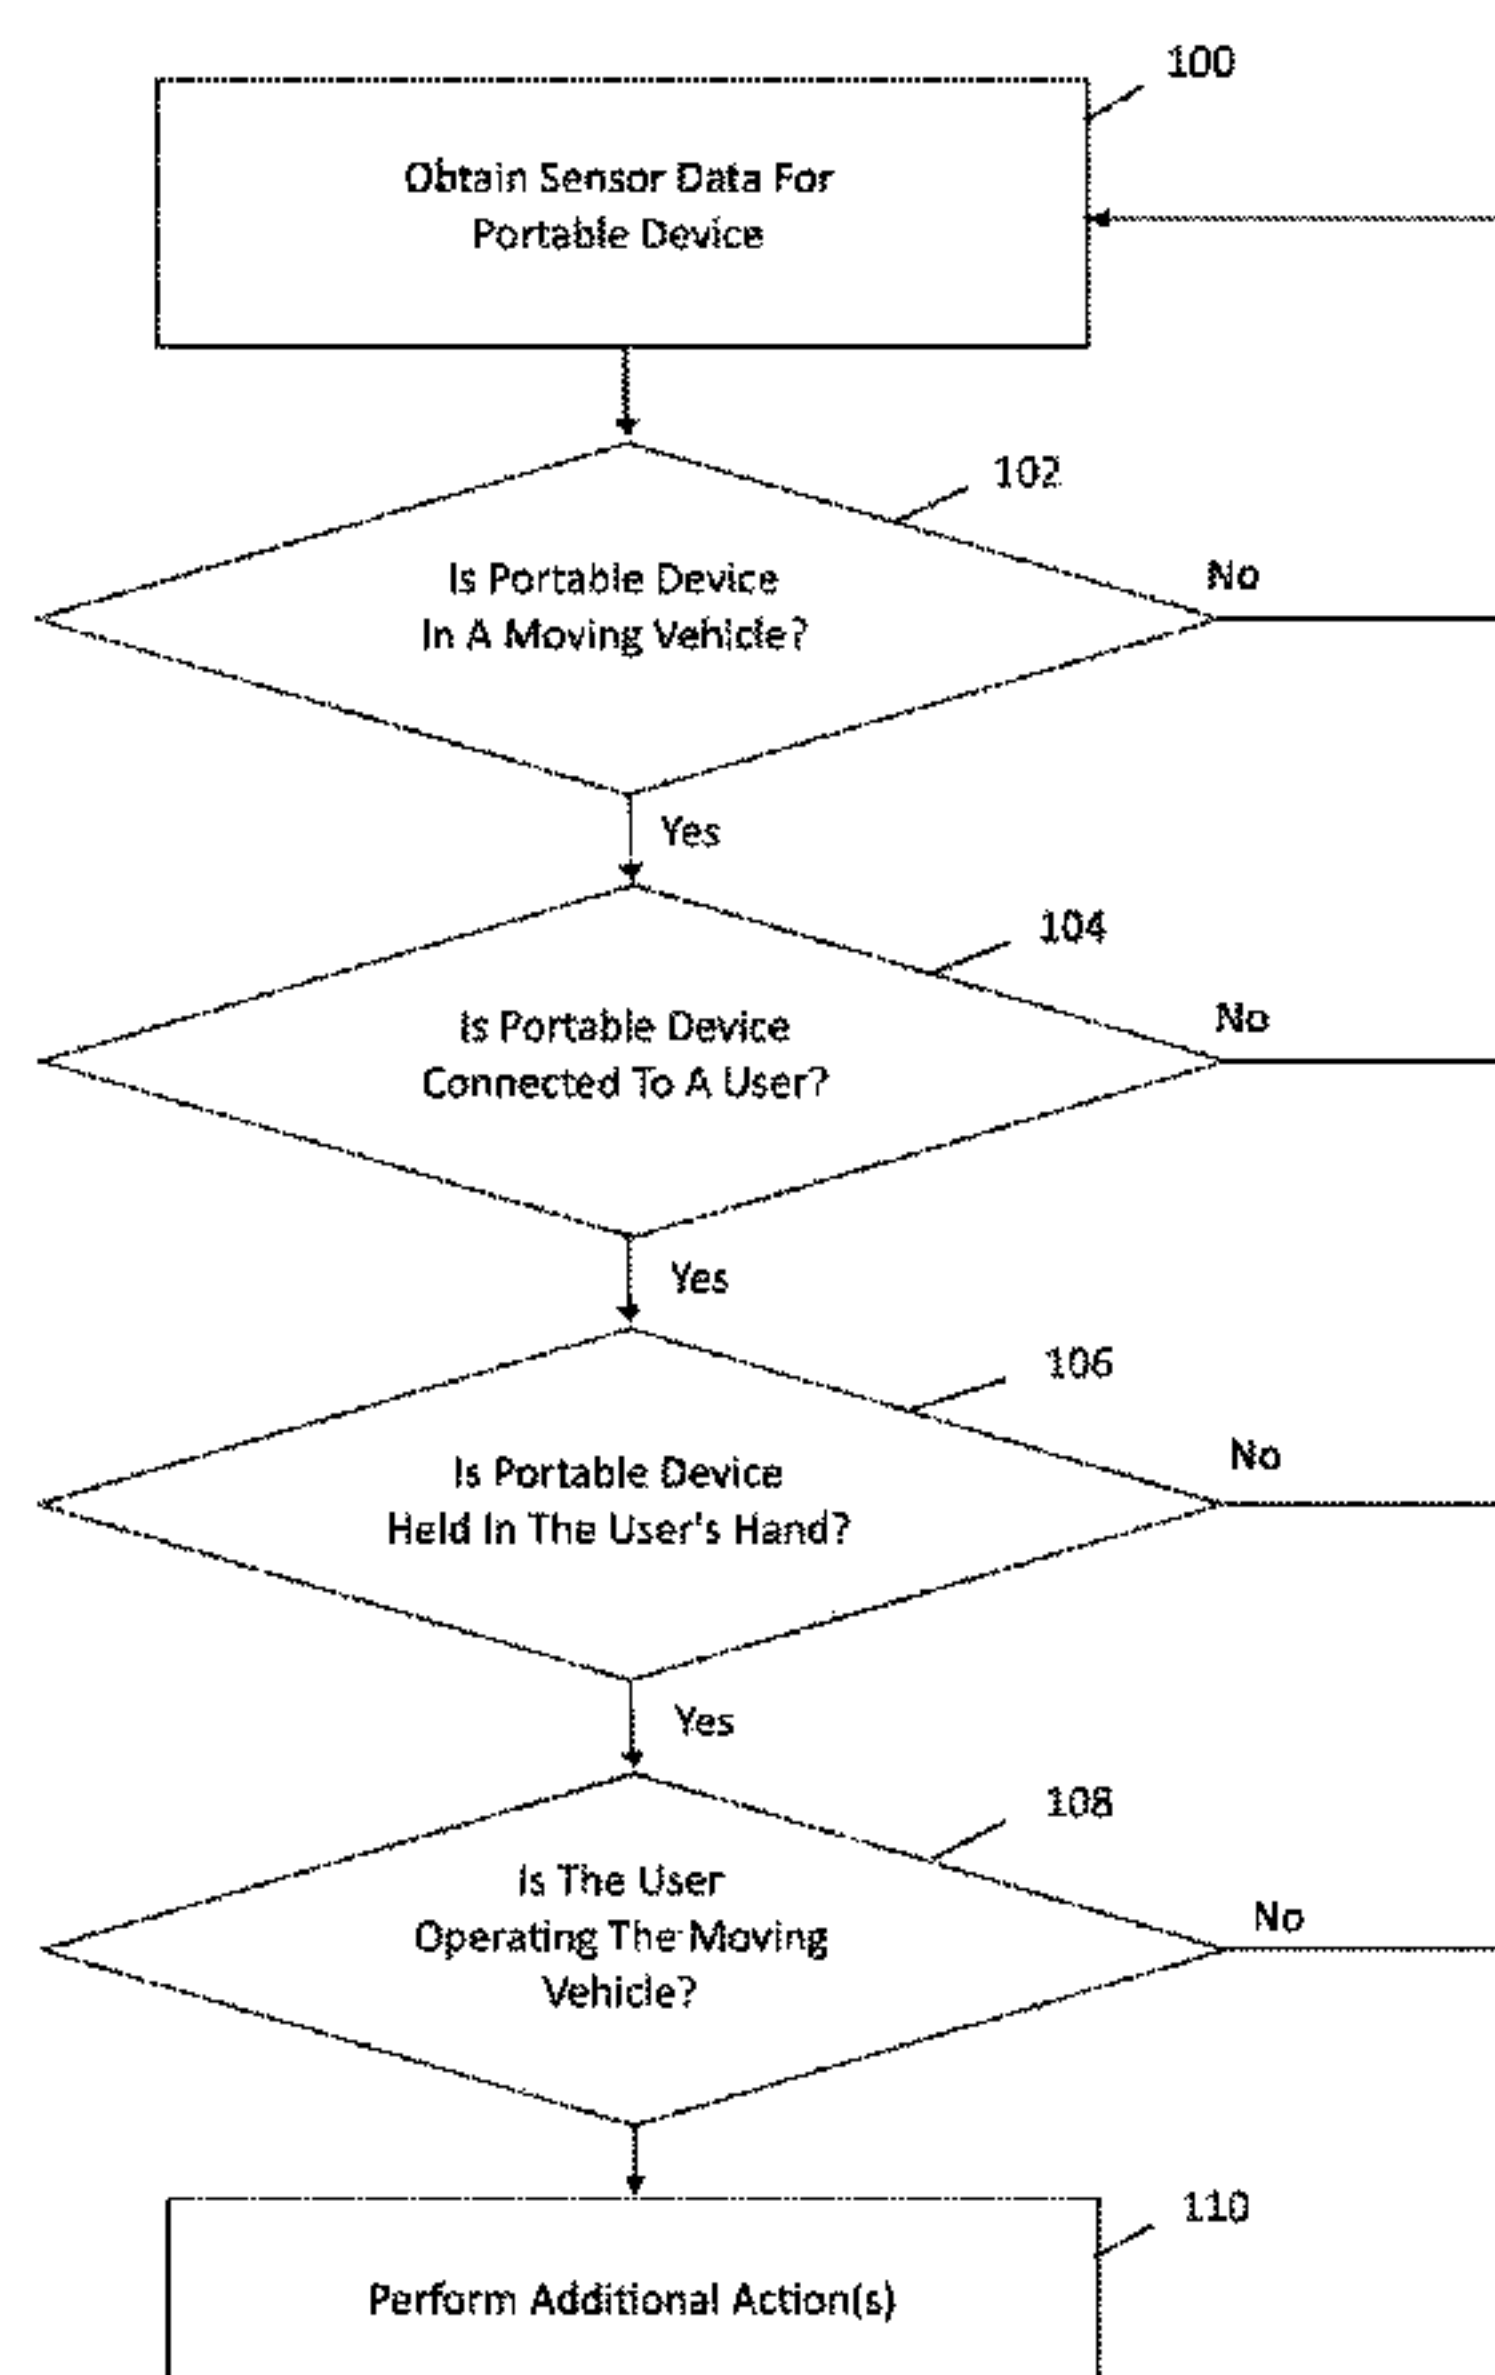 100
Obtain Sensor Data For
Portable Device
102
Is Portable Device
In A Moving Vehicle?
No
Yes
104
Is Portable Device
Connected To A User?
No
Yes
106
Is Portable Device
Held In The User's Hand?
No
Yes
108
Is The User
Operating The Moving
Vehicle?
No
110
Perform Additional Action(s)